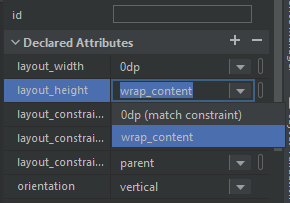 id
Declared Attributes + −
layout_width 0dp
layout_height wrap_content
layout_constrai... 0dp (match constraint)
layout_constrai... wrap_content
layout_constrai... parent
orientation vertical